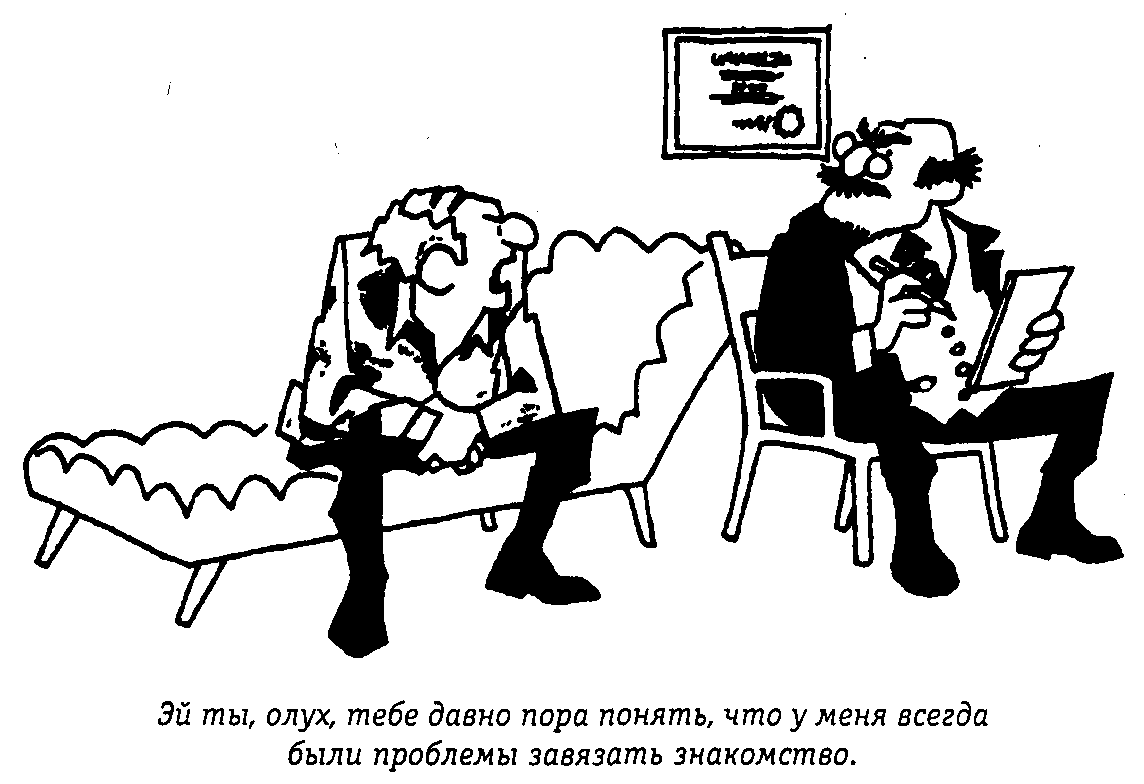 Эй ты, олух, тебе давно пора понять, что у меня всегда
были проблемы завязать знакомство.